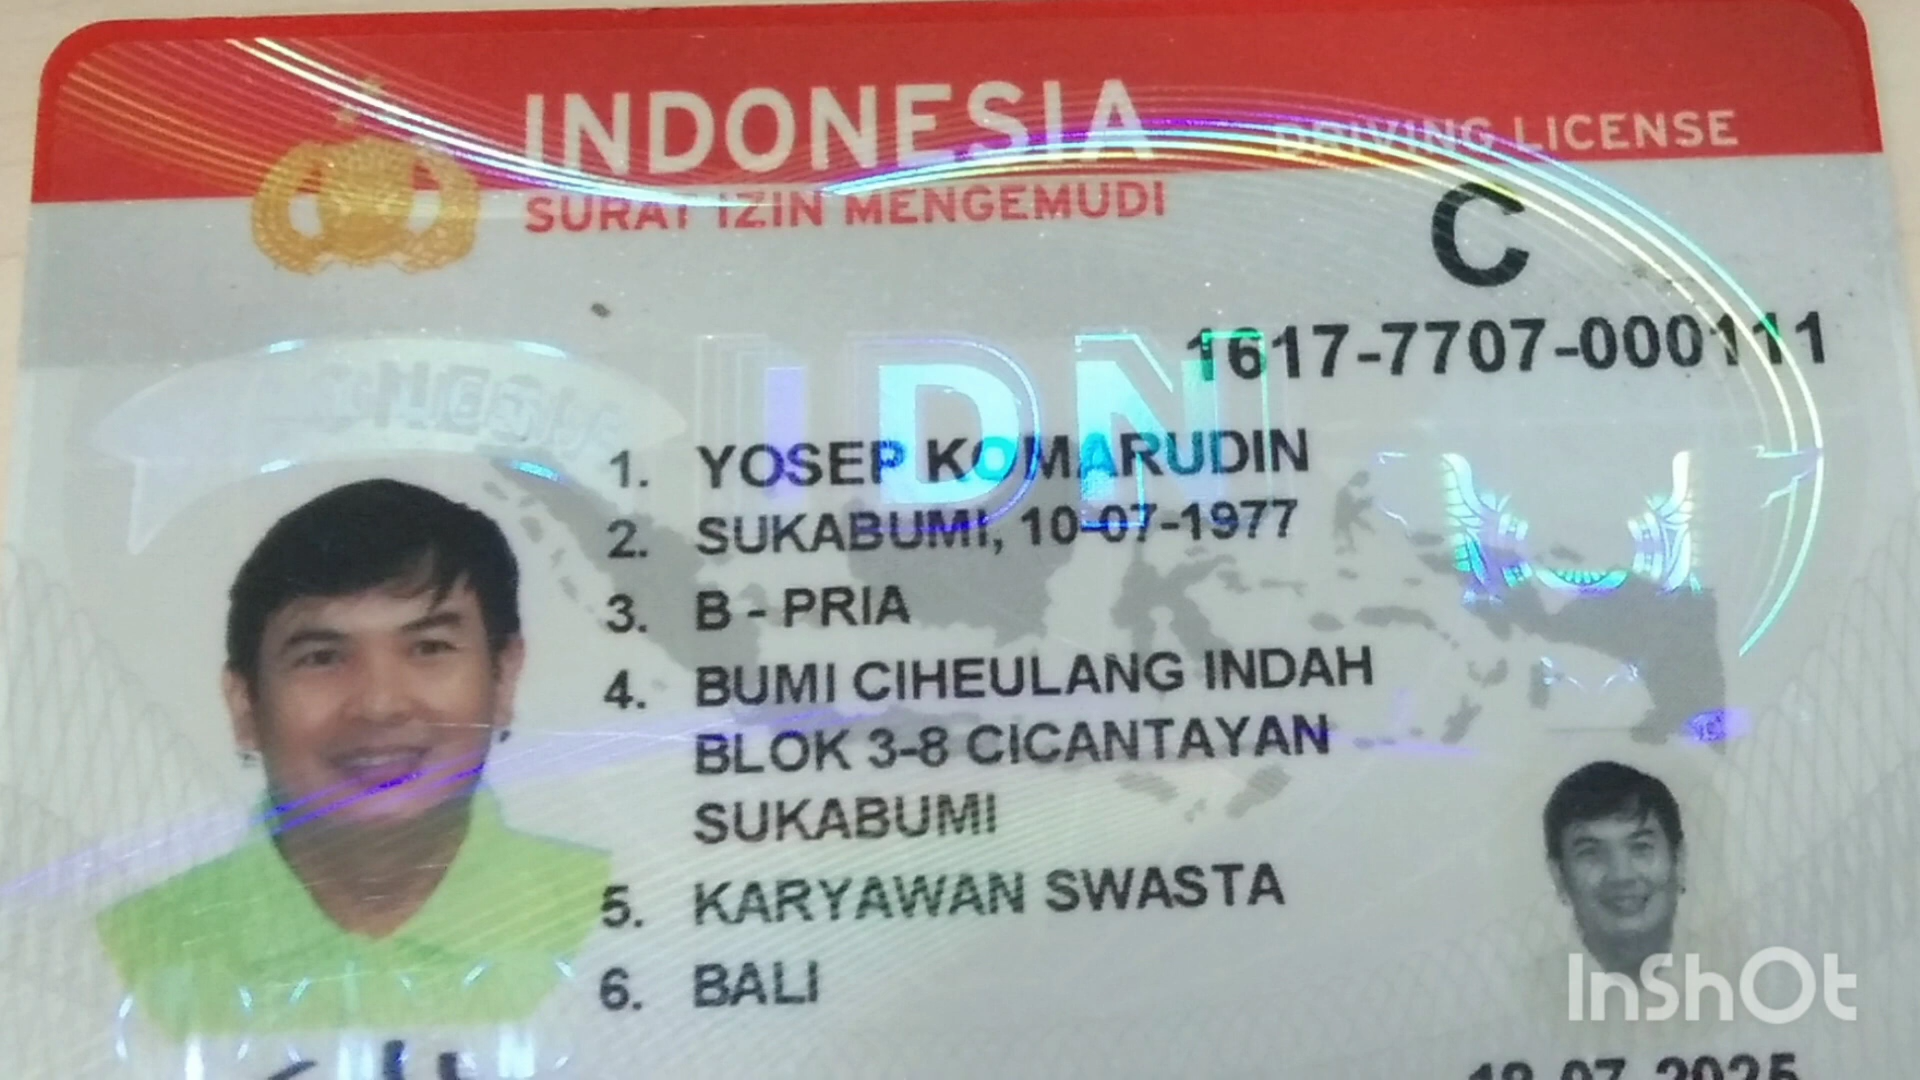 INDONESIA
DRIVING LICENSE
SURAT IZIN MENGEMUDI
C
1617-7707-000111
IDN
1. YOSEP KOMARUDIN
2. SUKABUMI, 10-07-1977
3. B - PRIA
4. BUMI CIHEULANG INDAH
BLOK 3-8 CICANTAYAN
SUKABUMI
5. KARYAWAN SWASTA
6. BALI
InShOt